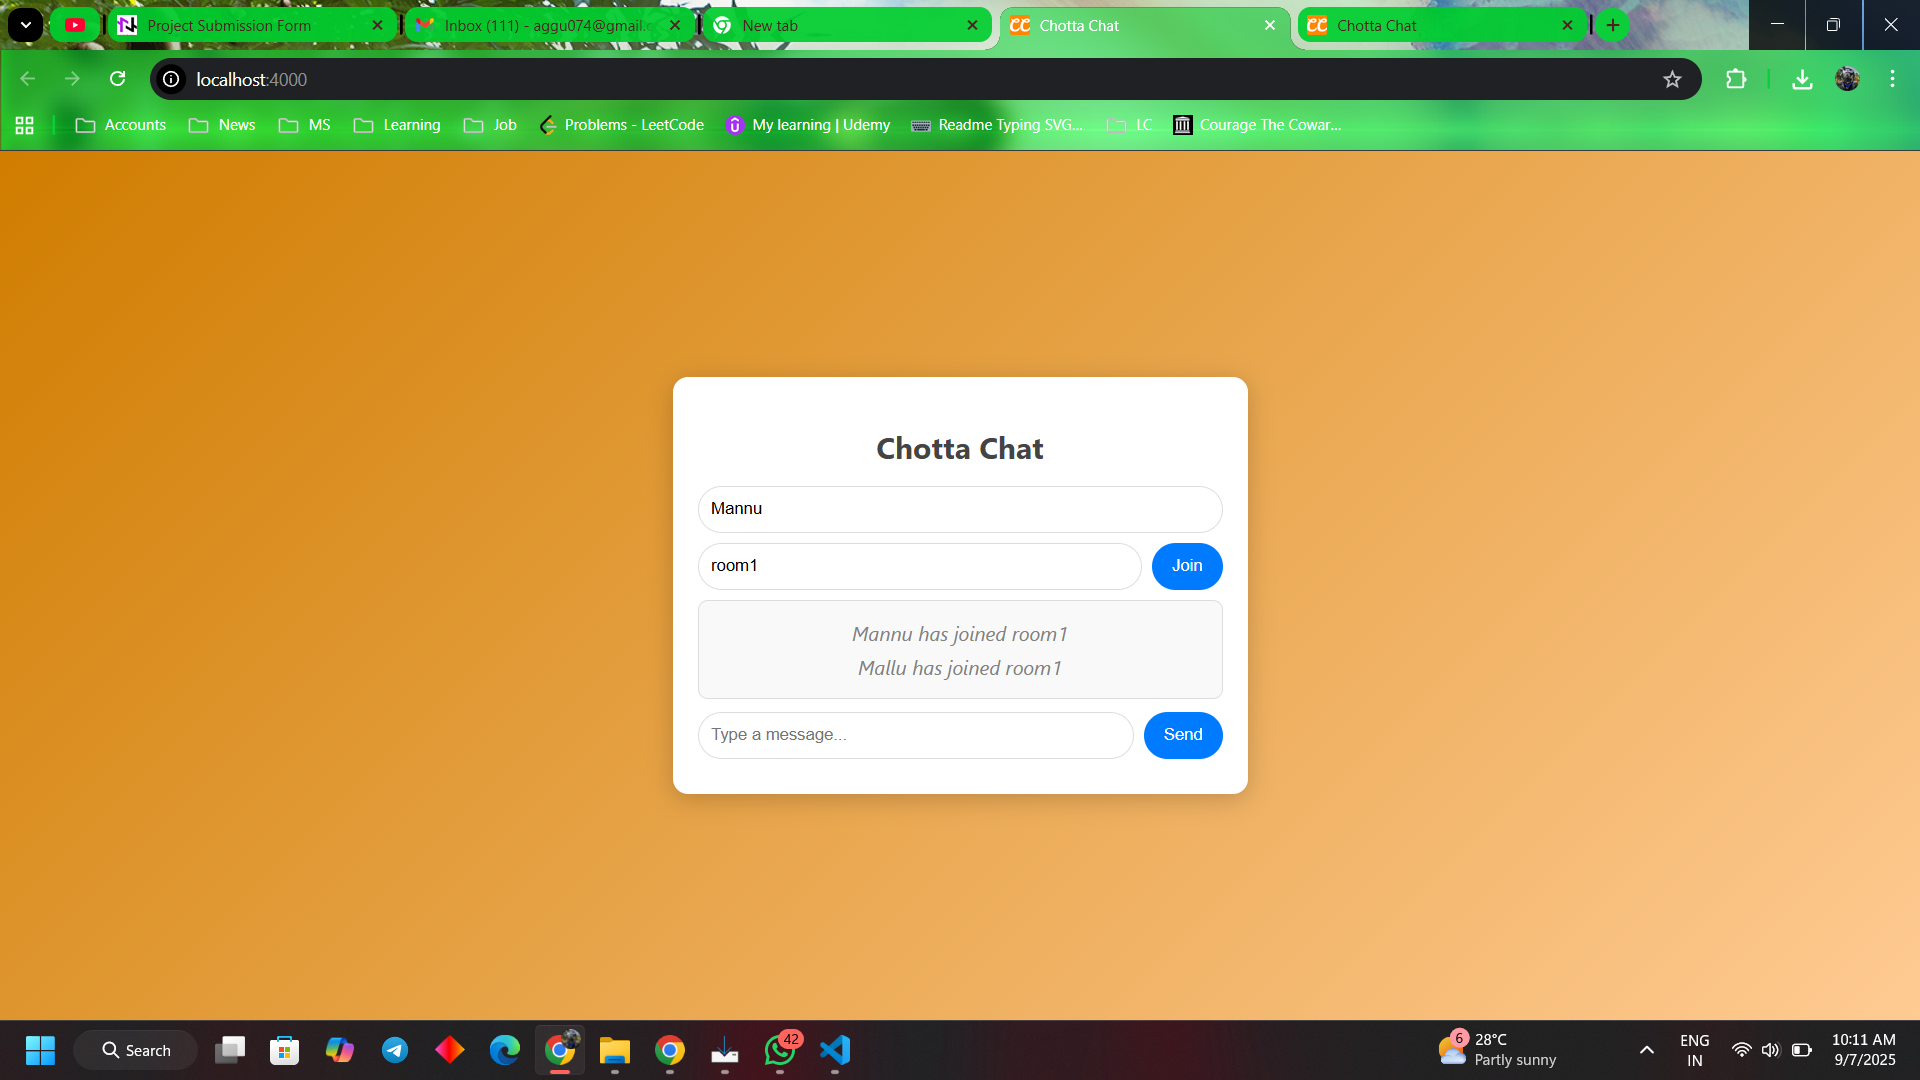 Project Submission Form
Inbox (111) - aggu074@gmail.c
New tab
Chotta Chat
Chotta Chat
localhost:4000
Accounts
News
MS
Learning
Job
Problems - LeetCode
My learning | Udemy
Readme Typing SVG...
LC
Courage The Cowar...
Chotta Chat
Mannu
room1
Join
Mannu has joined room1
Mallu has joined room1
Type a message...
Send
Search
42
6
28°C
Partly sunny
ENG
IN
10:11 AM
9/7/2025